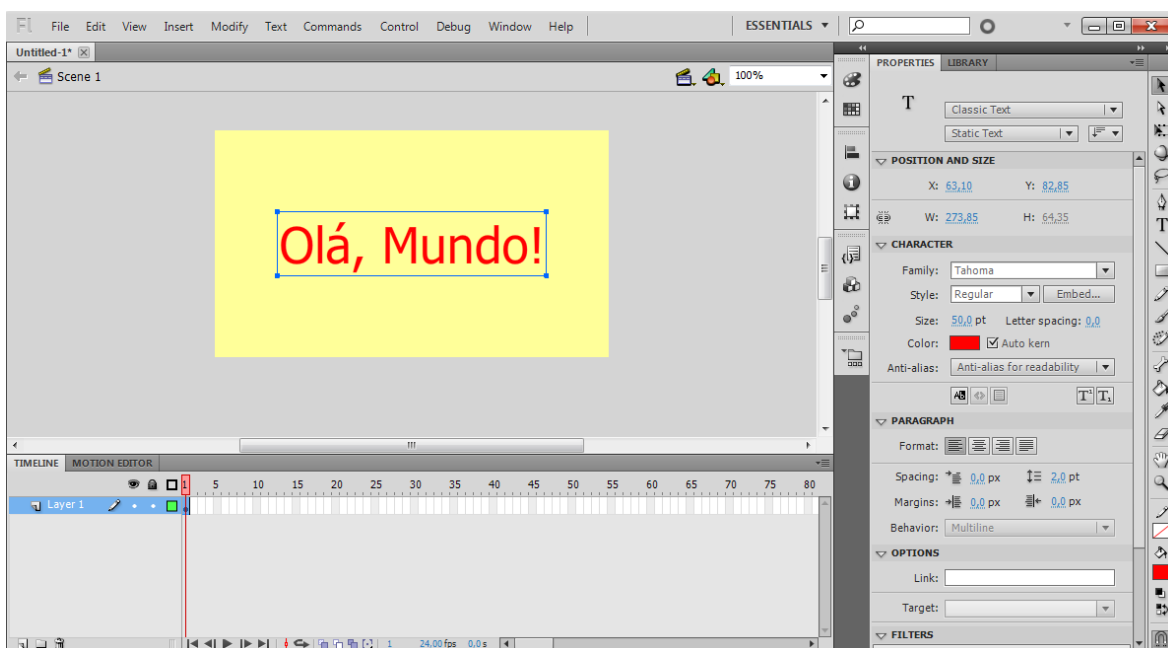 Fl File Edit View Insert Modify Text Commands Control Debug Window Help ESSENTIALS
Untitled-1*
Scene 1 100%
Olá, Mundo!
PROPERTIES LIBRARY
T Classic Text
Static Text
POSITION AND SIZE
X: 63,10 Y: 82,85
W: 273,85 H: 64,35
CHARACTER
Family: Tahoma
Style: Regular Embed...
Size: 50,0 pt Letter spacing: 0,0
Color: Auto kern
Anti-alias: Anti-alias for readability
PARAGRAPH
Format:
Spacing: 0,0 px 2,0 pt
Margins: 0,0 px 0,0 px
Behavior: Multiline
OPTIONS
Link:
Target:
FILTERS
TIMELINE MOTION EDITOR
1 5 10 15 20 25 30 35 40 45 50 55 60 65 70 75 80
Layer 1
1 24,00 fps 0,0 s